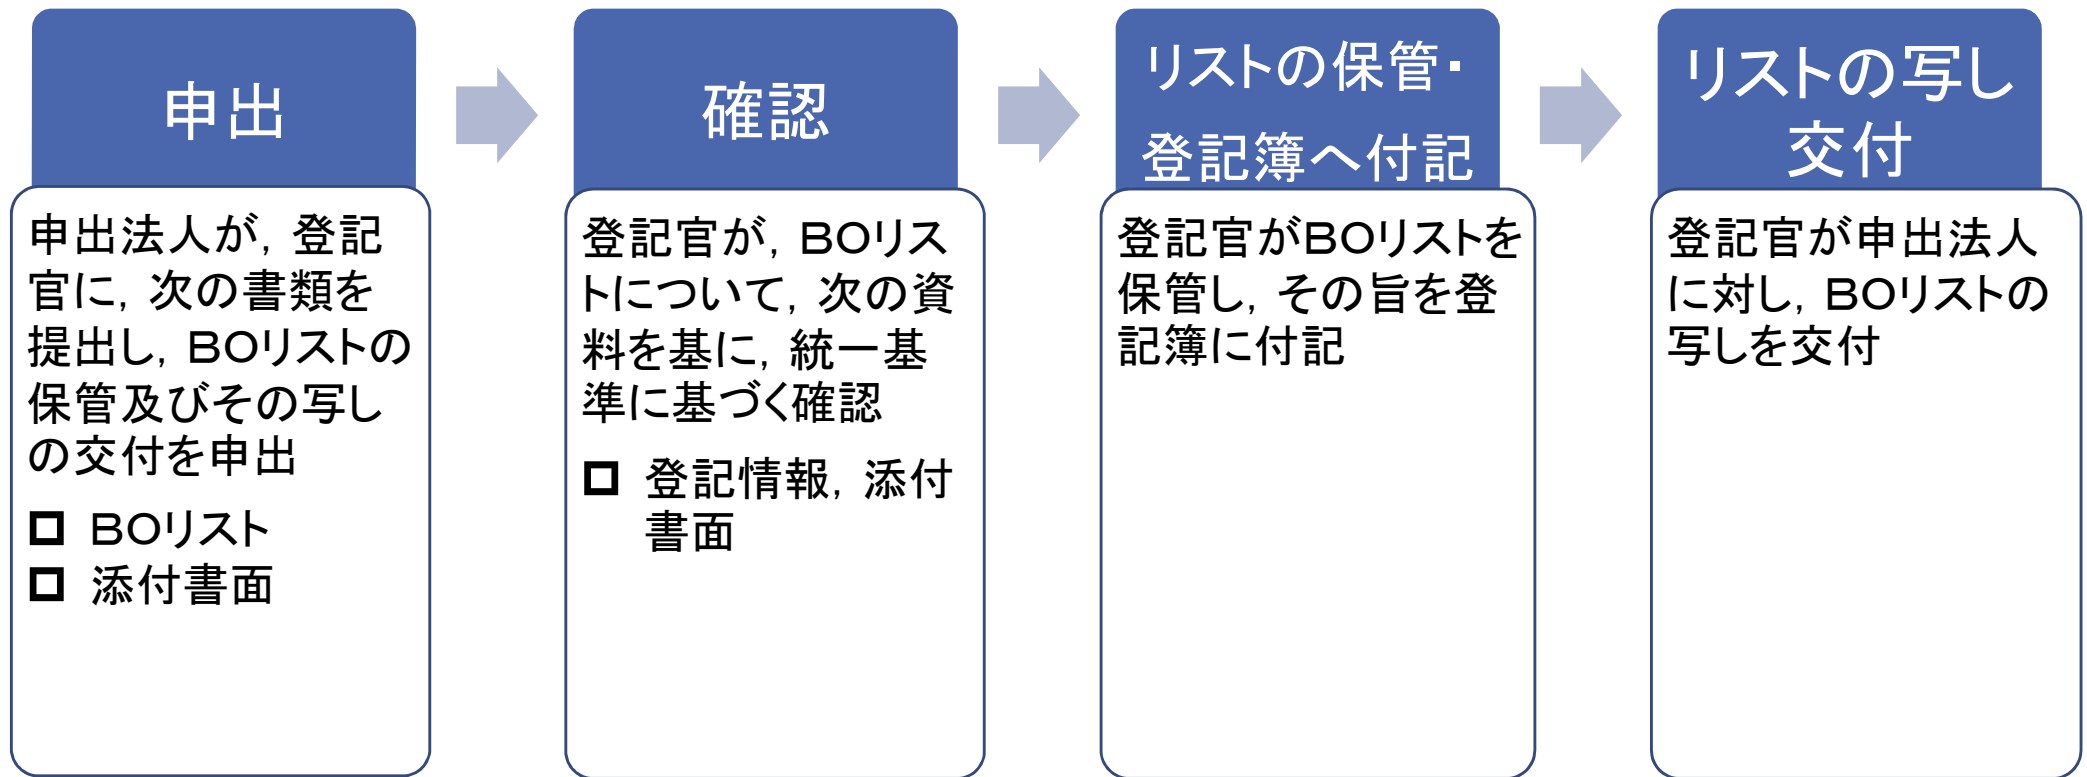 申出
申出法人が，登記
官に，次の書類を
提出し，ＢＯリストの
保管及びその写し
の交付を申出
ＢＯリスト
添付書面
確認
登記官が，ＢＯリス
トについて，次の資
料を基に，統一基
準に基づく確認
登記情報，添付
書面
リストの保管・
登記簿へ付記
登記官がＢＯリストを
保管し，その旨を登
記簿に付記
リストの写し
交付
登記官が申出法人
に対し，ＢＯリストの
写しを交付